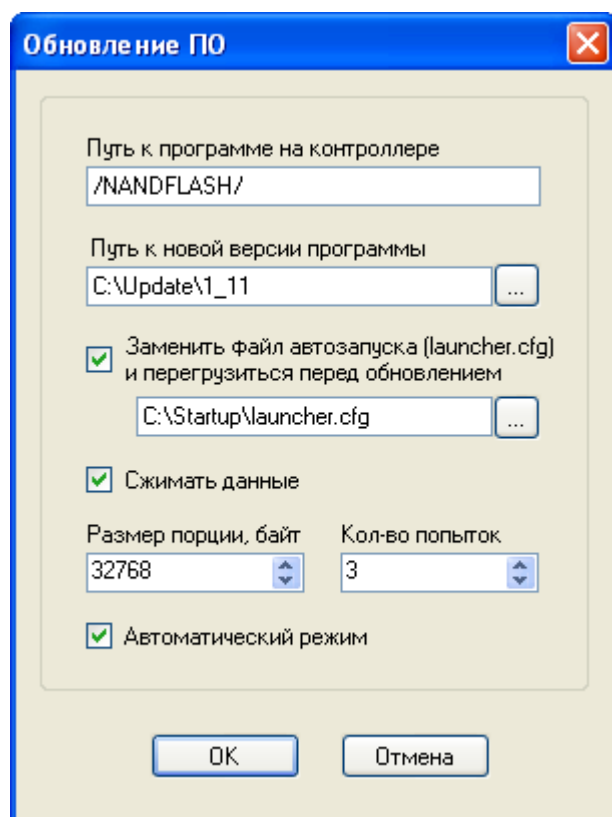 Обновление ПО
Путь к программе на контроллере
/NANDFLASH/
Путь к новой версии программы
C:\Update\1_11
...
Заменить файл автозапуска (launcher.cfg)
и перегрузиться перед обновлением
C:\Startup\launcher.cfg
...
Сжимать данные
Размер порции, байт Кол-во попыток
32768 3
Автоматический режим
OK Отмена